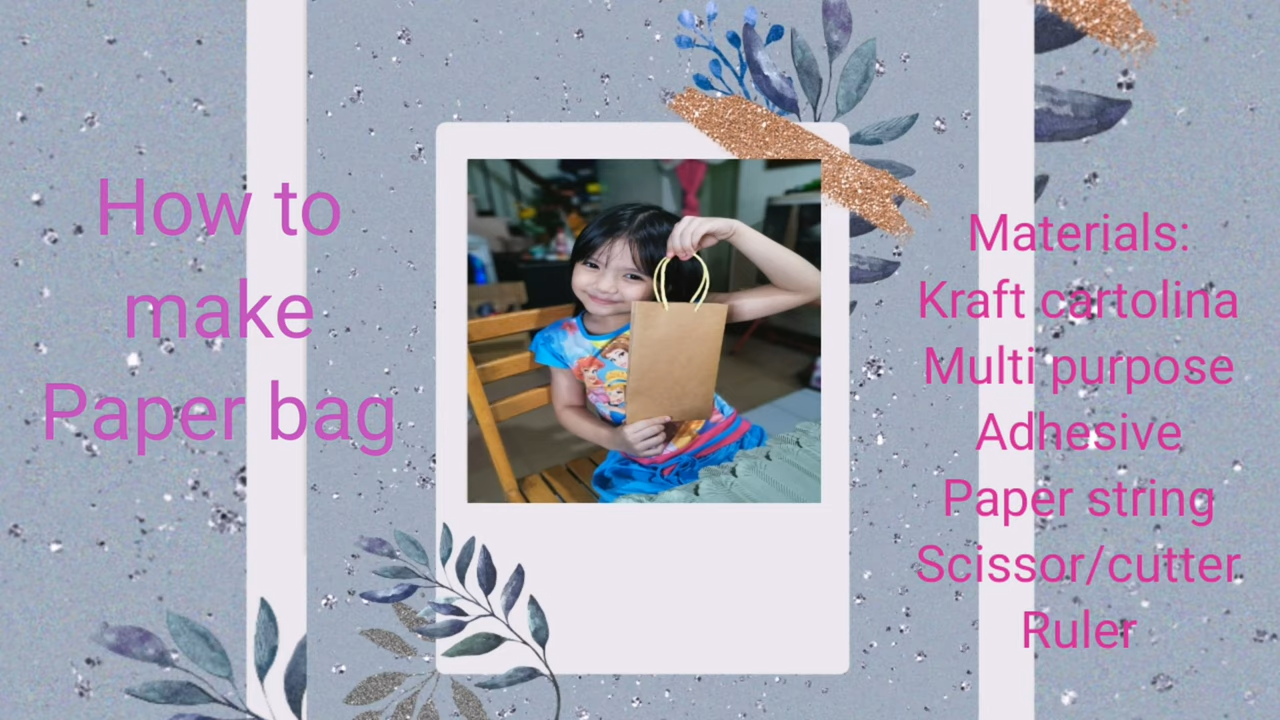 How to
make
Paper bag
Materials:
Kraft cartolina
Multi purpose
Adhesive
Paper string
Scissor/cutter
Ruler